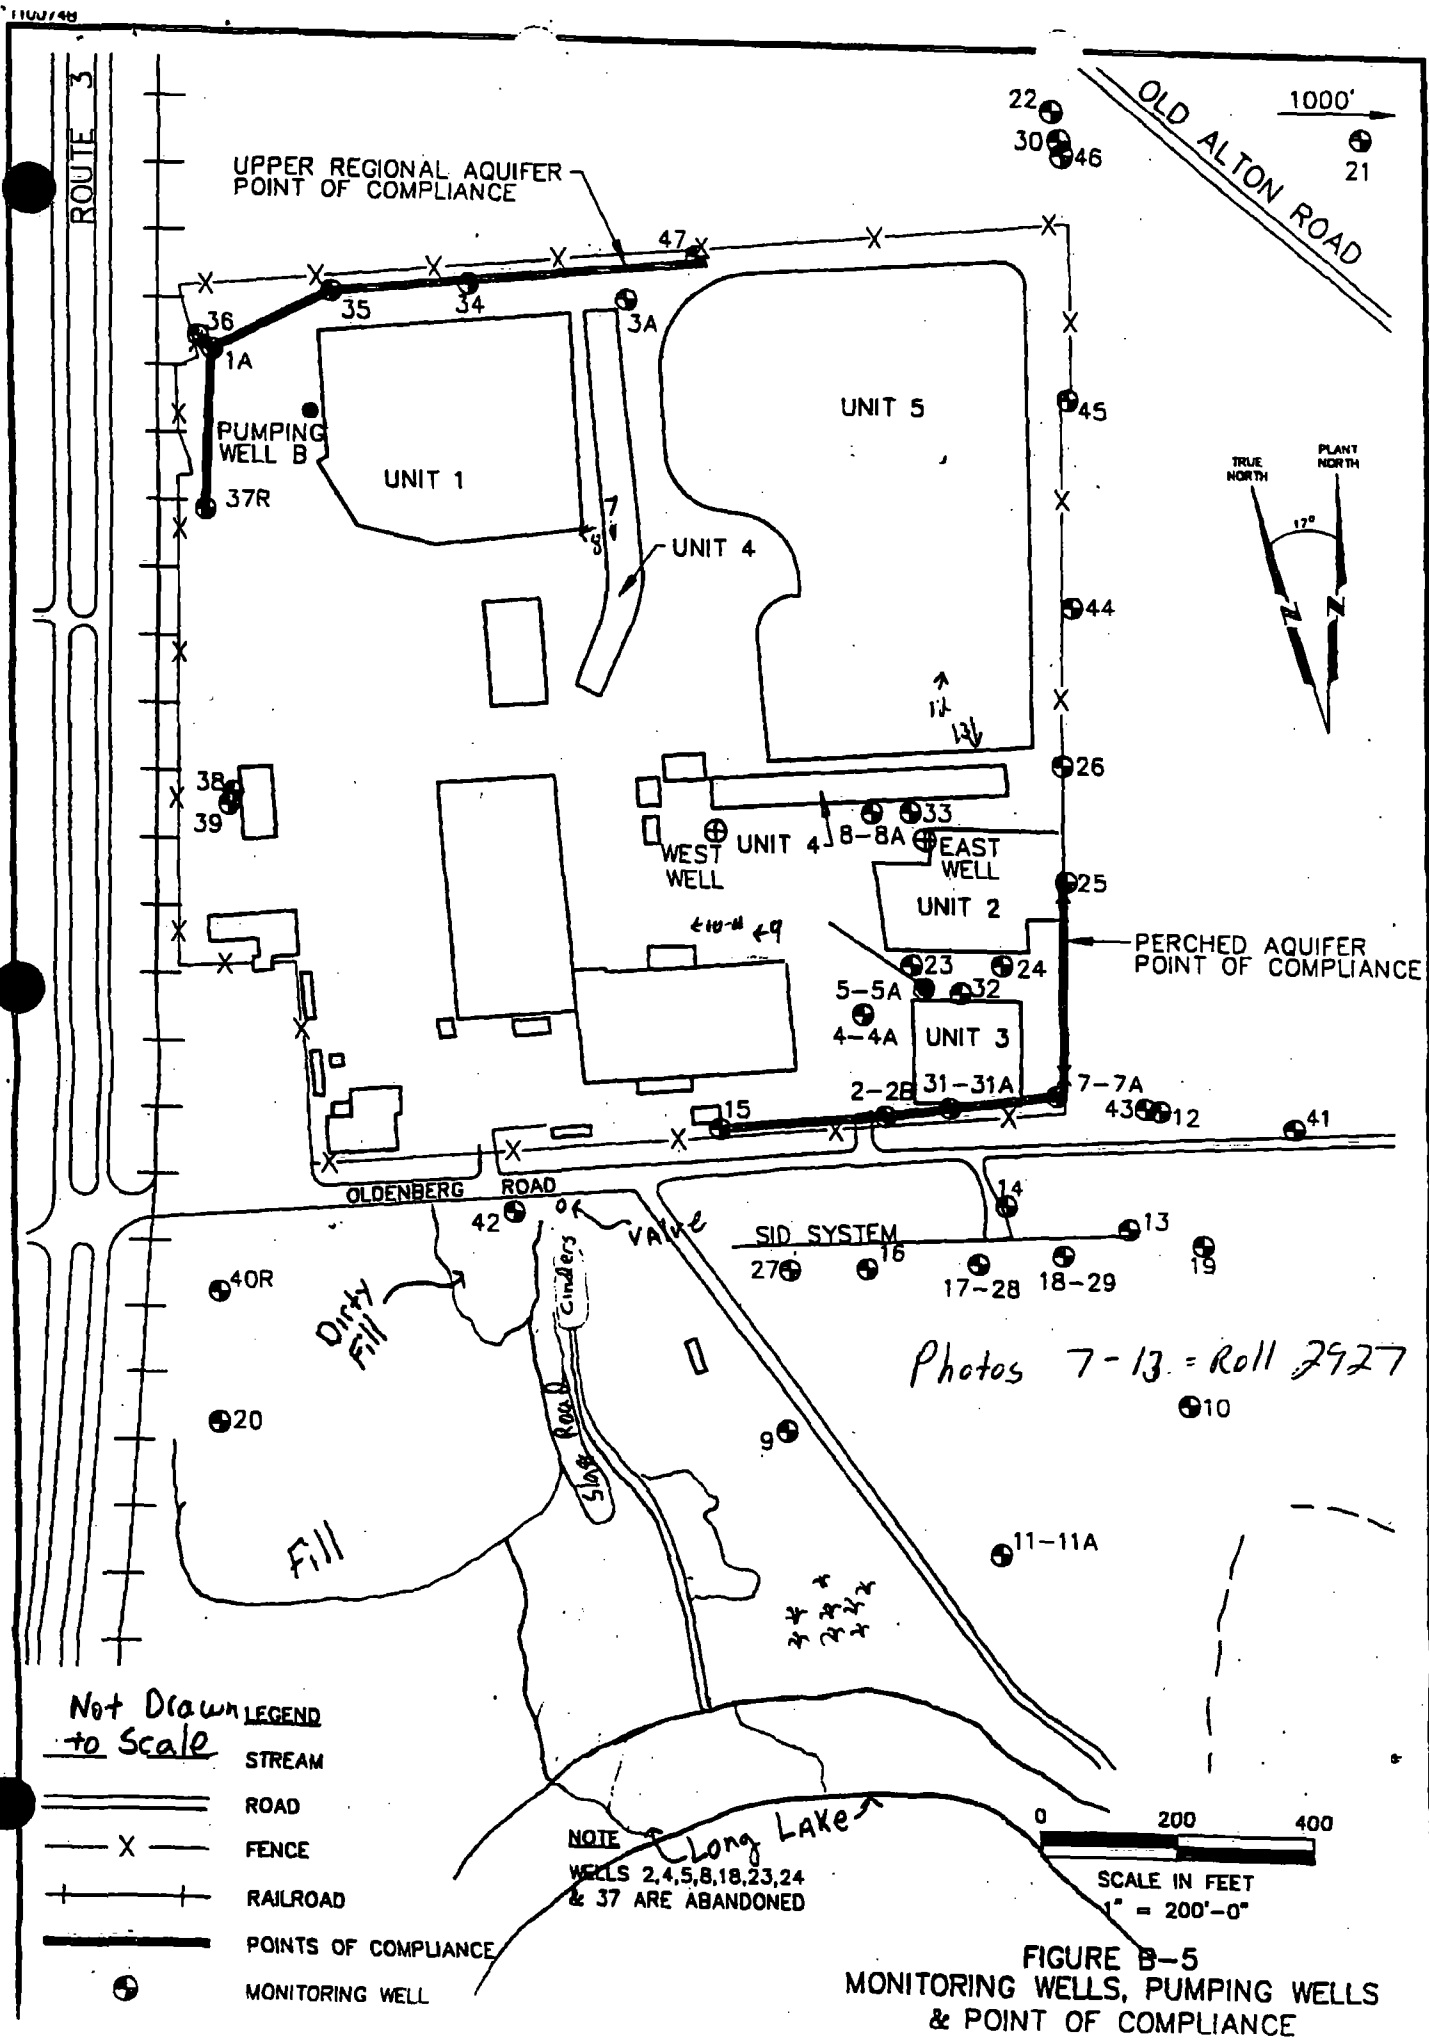 ROUTE 3
UPPER REGIONAL AQUIFER
POINT OF COMPLIANCE
OLD ALTON ROAD
1000'
22
30
46
21
47
36
35
34
3A
1A
PUMPING
WELL B
UNIT 1
UNIT 5
45
37R
7
8
UNIT 4
TRUE
NORTH
PLANT
NORTH
17°
N
N
44
12
13
38
39
26
33
8-8A
UNIT 4
WEST
WELL
EAST
WELL
25
UNIT 2
10-11
9
PERCHED AQUIFER
POINT OF COMPLIANCE
23
24
5-5A
32
4-4A
UNIT 3
2-2B
31-31A
7-7A
15
43
12
41
OLDENBERG ROAD
42
VALVE
14
SID SYSTEM
13
27
16
17-28
18-29
19
40R
Dirty
Fill
Cinders
Photos 7-13 = Roll 2927
20
Slag Road
9
10
Fill
11-11A
Not Drawn
to Scale
LEGEND
STREAM
ROAD
FENCE
RAILROAD
POINTS OF COMPLIANCE
MONITORING WELL
Long LAKE
NOTE
WELLS 2,4,5,8,18,23,24
& 37 ARE ABANDONED
0 200 400
SCALE IN FEET
1" = 200'-0"
FIGURE B-5
MONITORING WELLS, PUMPING WELLS
& POINT OF COMPLIANCE